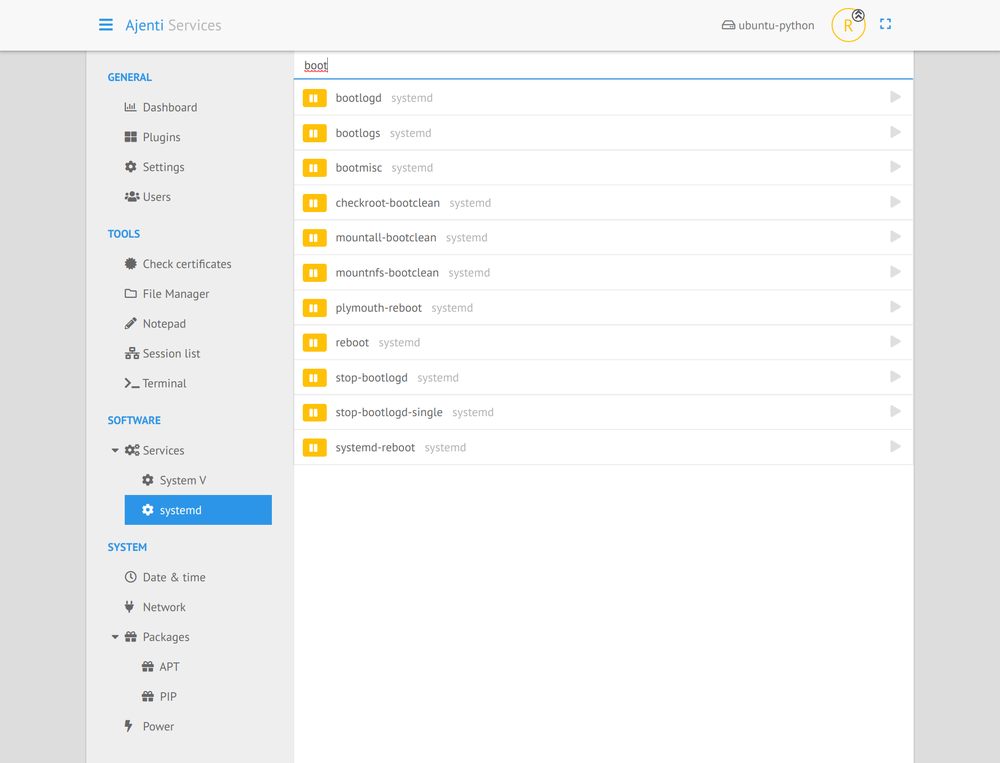 Ajenti Services
ubuntu-python
R
GENERAL
Dashboard
Plugins
Settings
Users
TOOLS
Check certificates
File Manager
Notepad
Session list
Terminal
SOFTWARE
Services
System V
systemd
SYSTEM
Date & time
Network
Packages
APT
PIP
Power
boot
bootlogd systemd
bootlogs systemd
bootmisc systemd
checkroot-bootclean systemd
mountall-bootclean systemd
mountnfs-bootclean systemd
plymouth-reboot systemd
reboot systemd
stop-bootlogd systemd
stop-bootlogd-single systemd
systemd-reboot systemd